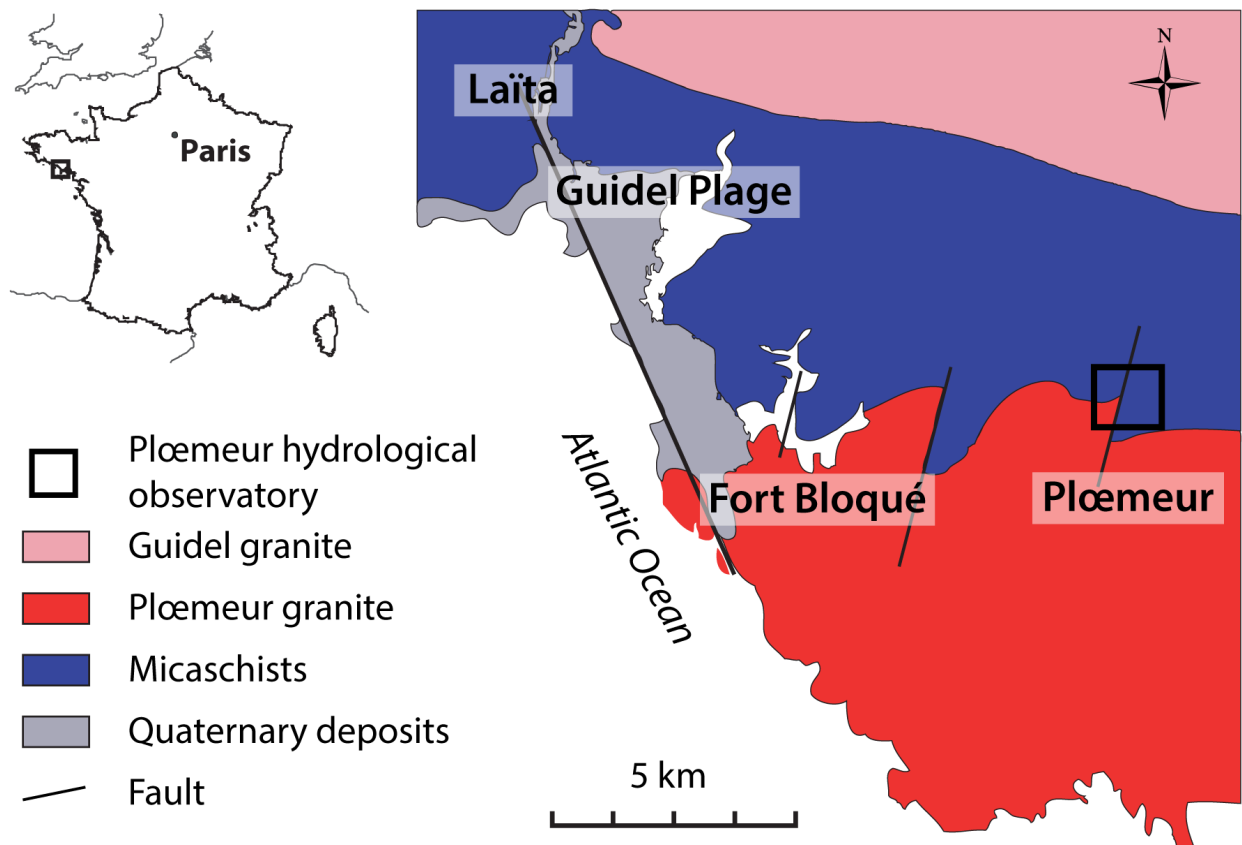 Paris
N
Laïta
Guidel Plage
Fort Bloqué
Plœmeur
Atlantic Ocean
Plœmeur hydrological
observatory
Guidel granite
Plœmeur granite
Micaschists
Quaternary deposits
Fault
5 km